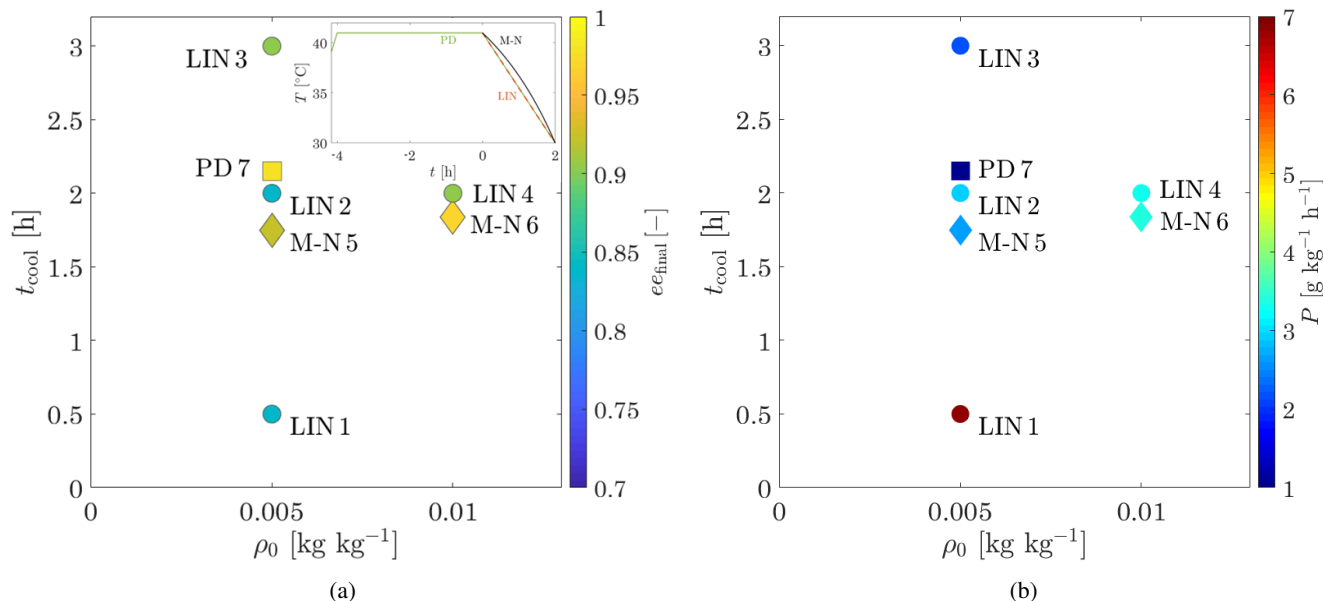 3
2.5
2
1.5
1
0.5
0
0
0.005
0.01
t_cool [h]
ρ₀ [kg kg⁻¹]
LIN 3
PD 7
LIN 2
M-N 5
LIN 4
M-N 6
LIN 1
40
35
30
-4
-2
0
2
T [°C]
t [h]
PD
M-N
LIN
1
0.95
0.9
0.85
0.8
0.75
0.7
ee_final [−]
(a)
3
2.5
2
1.5
1
0.5
0
0
0.005
0.01
t_cool [h]
ρ₀ [kg kg⁻¹]
LIN 3
PD 7
LIN 2
M-N 5
LIN 4
M-N 6
LIN 1
7
6
5
4
3
2
1
P [g kg⁻¹ h⁻¹]
(b)